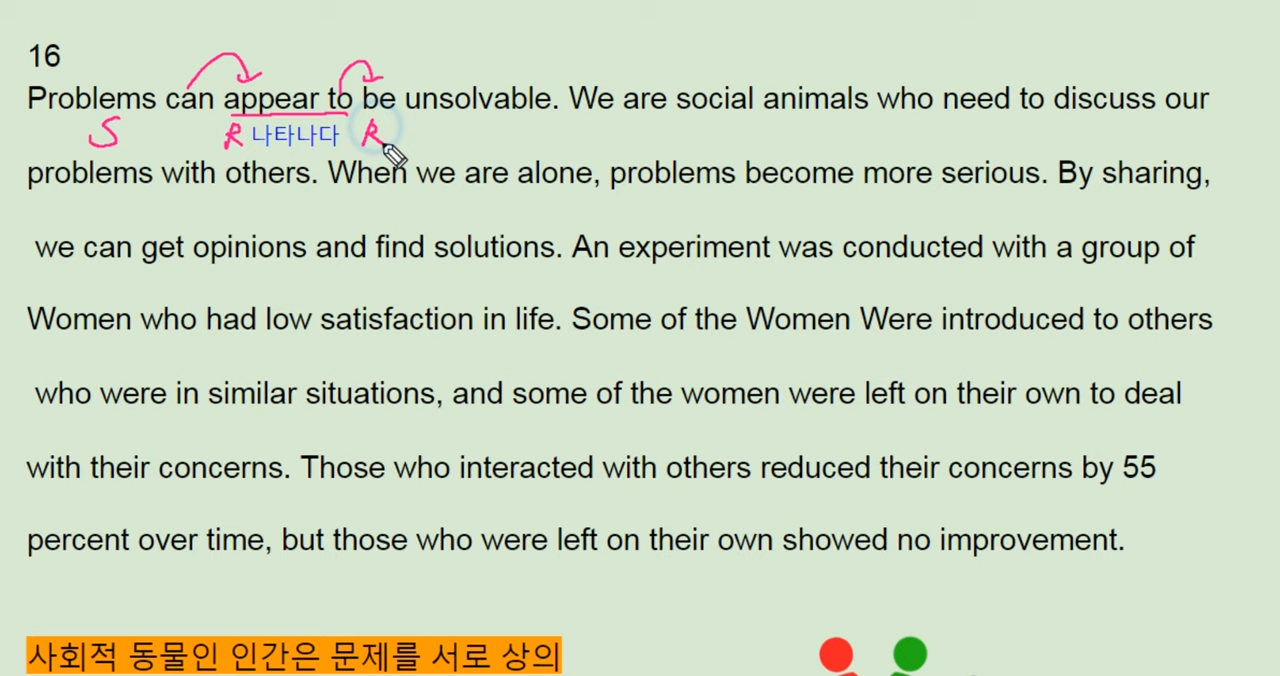 16
Problems can appear to be unsolvable. We are social animals who need to discuss our
S R 나타나다 R
problems with others. When we are alone, problems become more serious. By sharing,
we can get opinions and find solutions. An experiment was conducted with a group of
Women who had low satisfaction in life. Some of the Women Were introduced to others
who were in similar situations, and some of the women were left on their own to deal
with their concerns. Those who interacted with others reduced their concerns by 55
percent over time, but those who were left on their own showed no improvement.
사회적 동물인 인간은 문제를 서로 상의